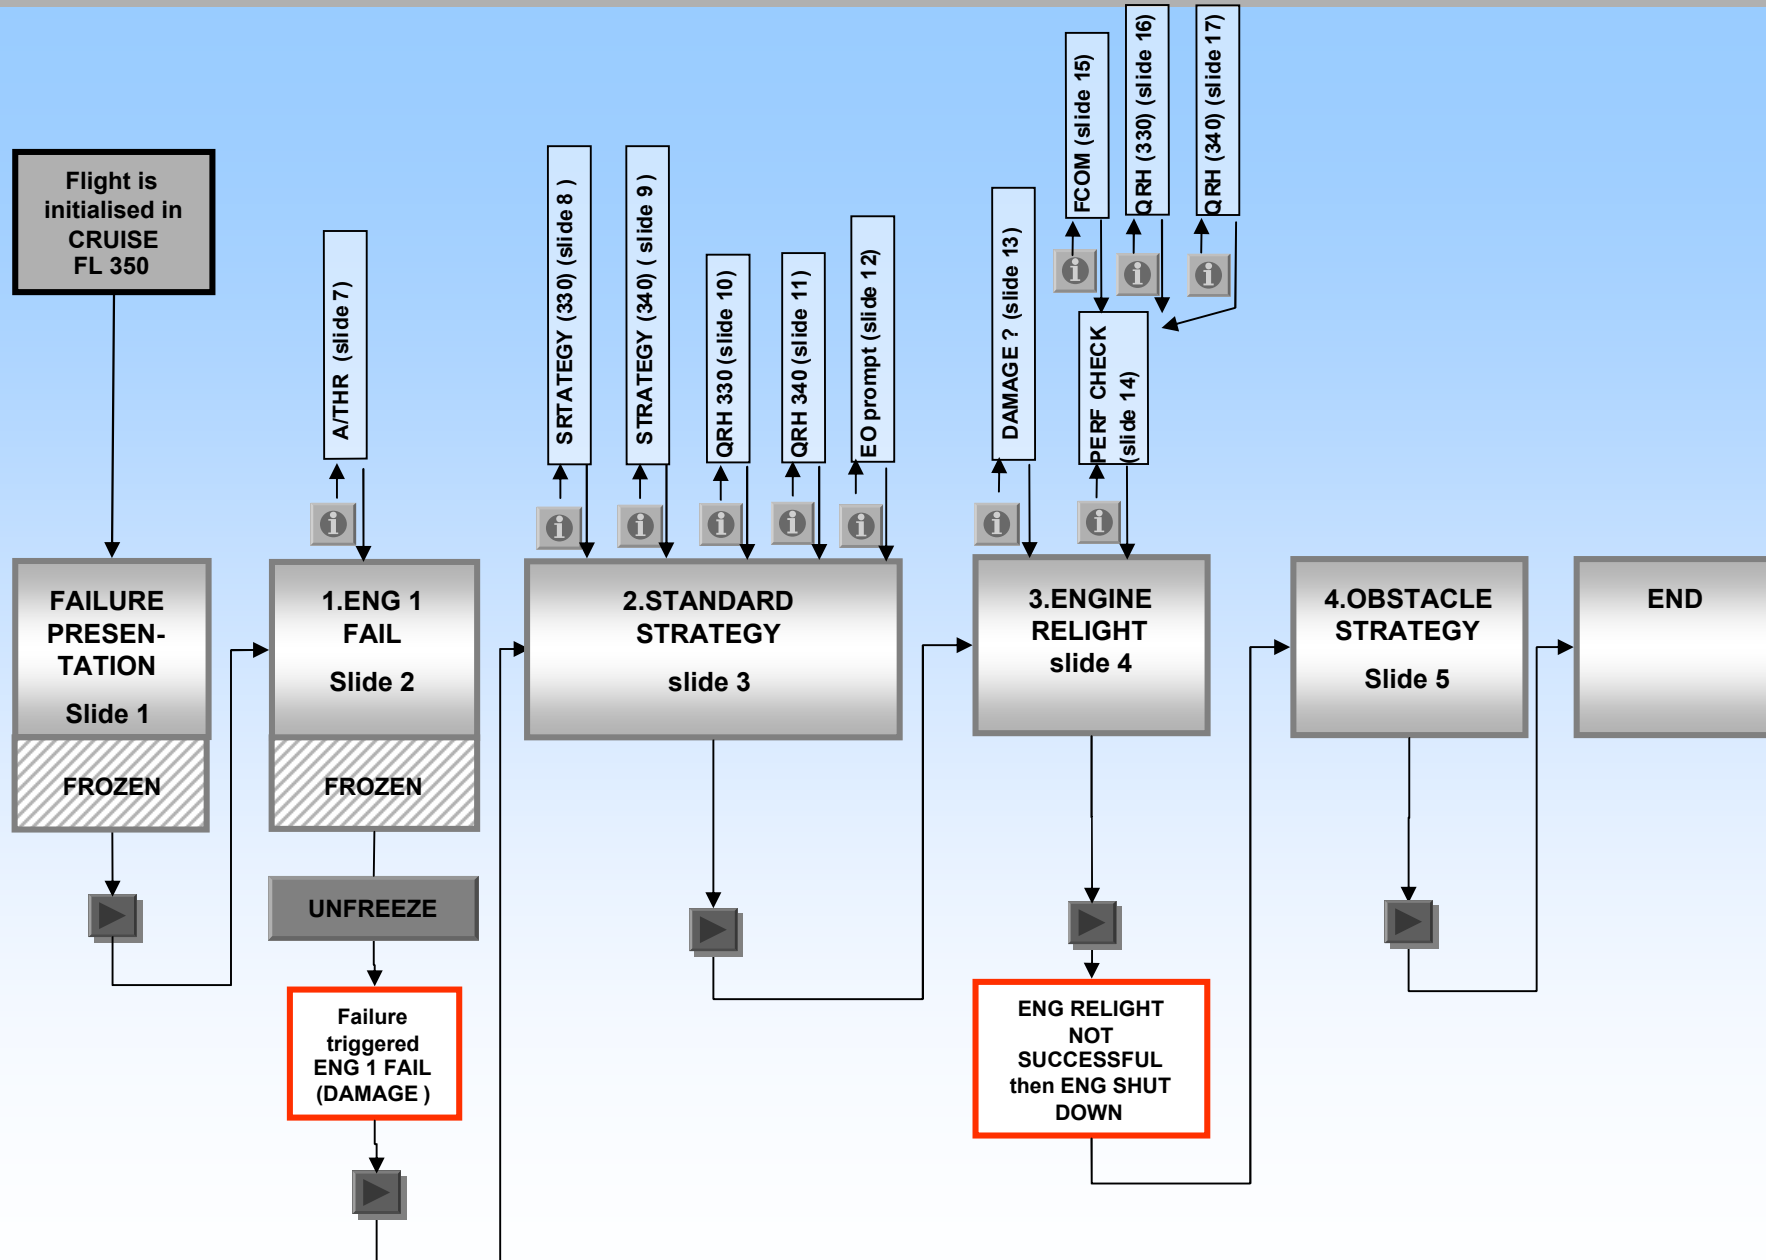 Flight is
initialised in
CRUISE
FL 350
A/THR (slide 7)
SRTATEGY (330) (slide 8 )
STRATEGY (340) ( slide 9 )
QRH 330 (slide 10)
QRH 340 (slide 11)
EO prompt (slide 12)
DAMAGE ? (slide 13)
FCOM (slide 15)
QRH (330) (slide 16)
QRH (340) (slide 17)
PERF CHECK
(slide 14)
FAILURE
PRESEN-
TATION
Slide 1
FROZEN
1.ENG 1
FAIL
Slide 2
FROZEN
UNFREEZE
Failure
triggered
ENG 1 FAIL
(DAMAGE )
2.STANDARD
STRATEGY
slide 3
3.ENGINE
RELIGHT
slide 4
ENG RELIGHT
NOT
SUCCESSFUL
then ENG SHUT
DOWN
4.OBSTACLE
STRATEGY
Slide 5
END